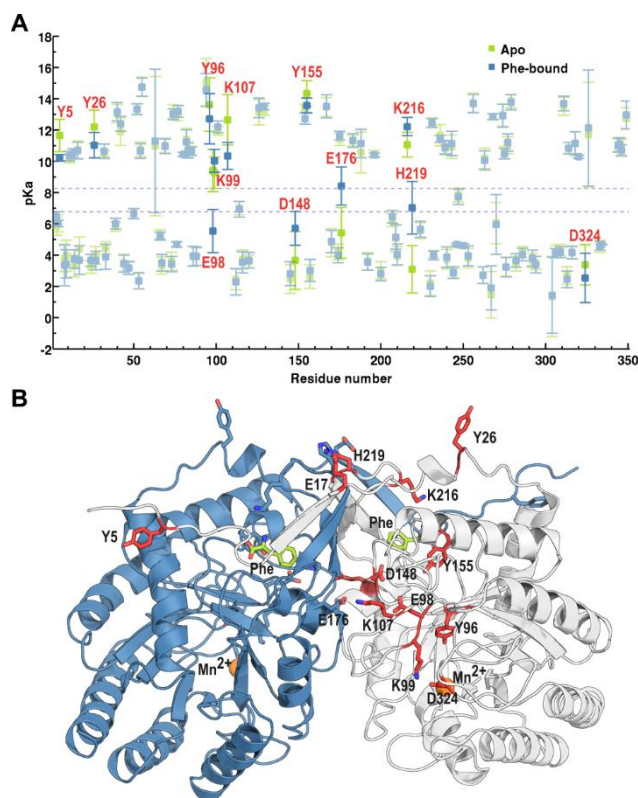 A
Apo
Phe-bound
Y5
Y26
Y96
K107
Y155
K216
K99
E176
H219
D148
E98
D324
pKa
18
16
14
12
10
8
6
4
2
0
-2
50
100
150
200
250
300
350
Residue number
B
Y26
H219
E17
K216
Y5
Phe
Phe
Y155
D148
E98
E176
K107
Y96
K99
Mn2+
Mn2+
D324